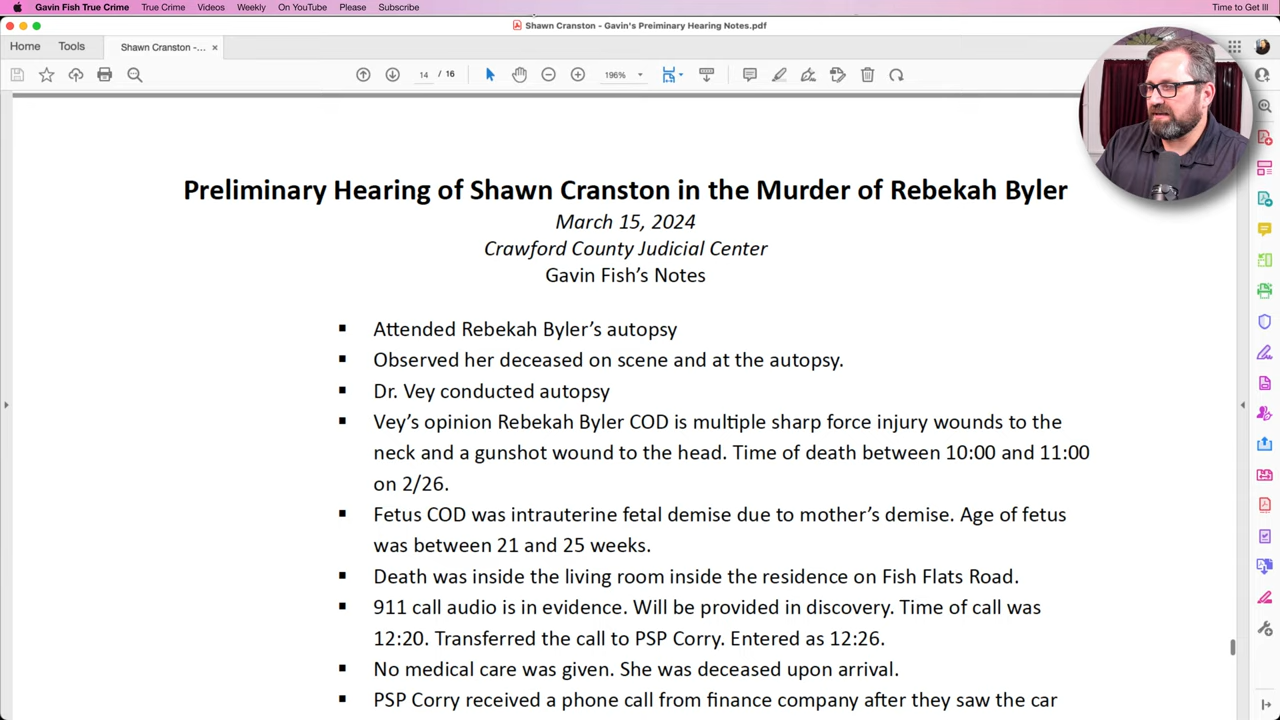 Gavin Fish True Crime True Crime Videos Weekly On YouTube Please Subscribe Time to Get Ill
Shawn Cranston - Gavin's Preiminary Hearing Notes.pdf
Home Tools Shawn Cranston -... ×
14 / 16 196%
Preliminary Hearing of Shawn Cranston in the Murder of Rebekah Byler
March 15, 2024
Crawford County Judicial Center
Gavin Fish’s Notes
▪ Attended Rebekah Byler’s autopsy
▪ Observed her deceased on scene and at the autopsy.
▪ Dr. Vey conducted autopsy
▪ Vey’s opinion Rebekah Byler COD is multiple sharp force injury wounds to the
neck and a gunshot wound to the head. Time of death between 10:00 and 11:00
on 2/26.
▪ Fetus COD was intrauterine fetal demise due to mother’s demise. Age of fetus
was between 21 and 25 weeks.
▪ Death was inside the living room inside the residence on Fish Flats Road.
▪ 911 call audio is in evidence. Will be provided in discovery. Time of call was
12:20. Transferred the call to PSP Corry. Entered as 12:26.
▪ No medical care was given. She was deceased upon arrival.
▪ PSP Corry received a phone call from finance company after they saw the car